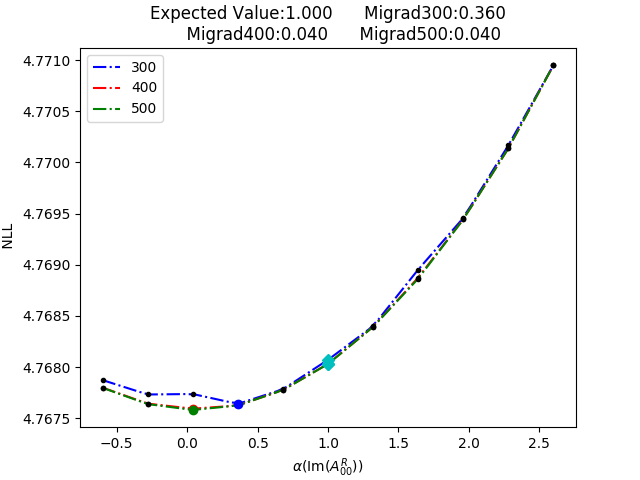 Expected Value:1.000 Migrad300:0.360
Migrad400:0.040 Migrad500:0.040
4.7710
4.7705
4.7700
4.7695
4.7690
4.7685
4.7680
4.7675
NLL
300
400
500
−0.5 0.0 0.5 1.0 1.5 2.0 2.5
α(Im(A^R_00))